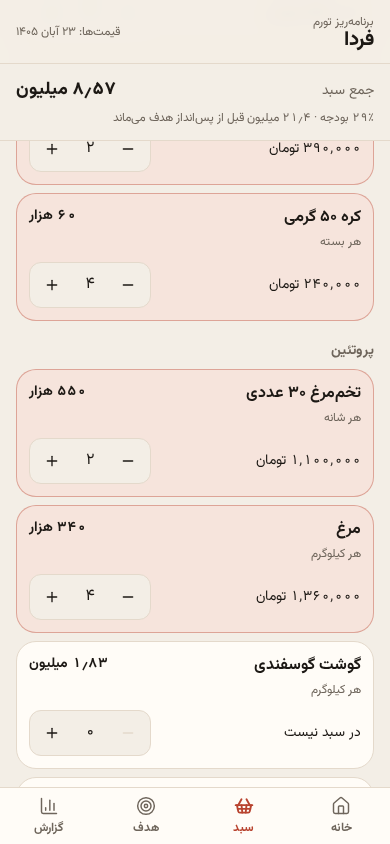 برنامه‌ریز تورم
فردا
قیمت‌ها: ۲۳ آبان ۱۴۰۵
جمع سبد
۸٫۵۷ میلیون
۲۹٪ بودجه · ۲۱٫۴ میلیون قبل از پس‌انداز هدف می‌ماند
۳۹۰,۰۰۰ تومان
− ۲ +
کره ۵۰ گرمی
۶۰ هزار
هر بسته
۲۴۰,۰۰۰ تومان
− ۴ +
پروتئین
تخم‌مرغ ۳۰ عددی
۵۵۰ هزار
هر شانه
۱,۱۰۰,۰۰۰ تومان
− ۲ +
مرغ
۳۴۰ هزار
هر کیلوگرم
۱,۳۶۰,۰۰۰ تومان
− ۴ +
گوشت گوسفندی
۱٫۸۳ میلیون
هر کیلوگرم
در سبد نیست
− ۰ +
خانه
سبد
هدف
گزارش